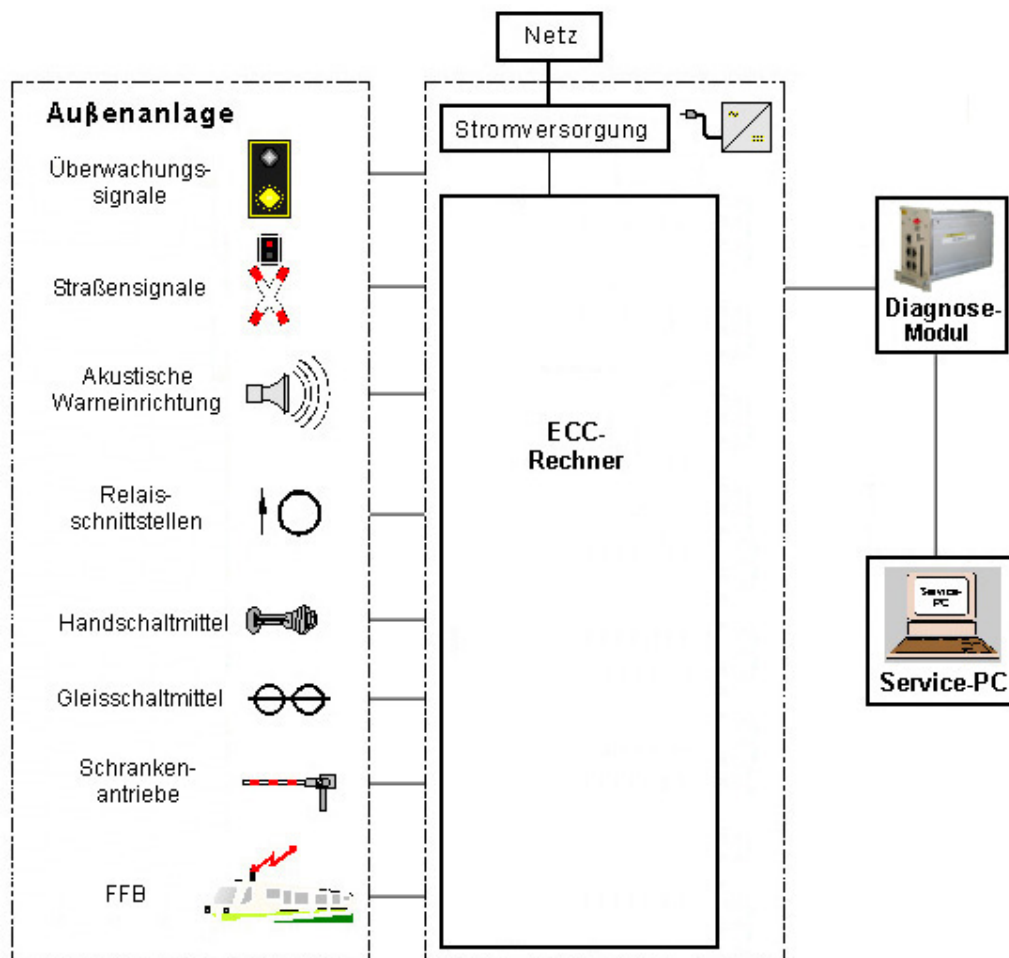 Netz
Außenanlage
Stromversorgung
Überwachungs-
signale
Straßensignale
Akustische
Warneinrichtung
Relais-
schnittstellen
Handschaltmittel
Gleisschaltmittel
Schranken-
antriebe
FFB
ECC-
Rechner
Diagnose-
Modul
Service-
PC
Service-PC